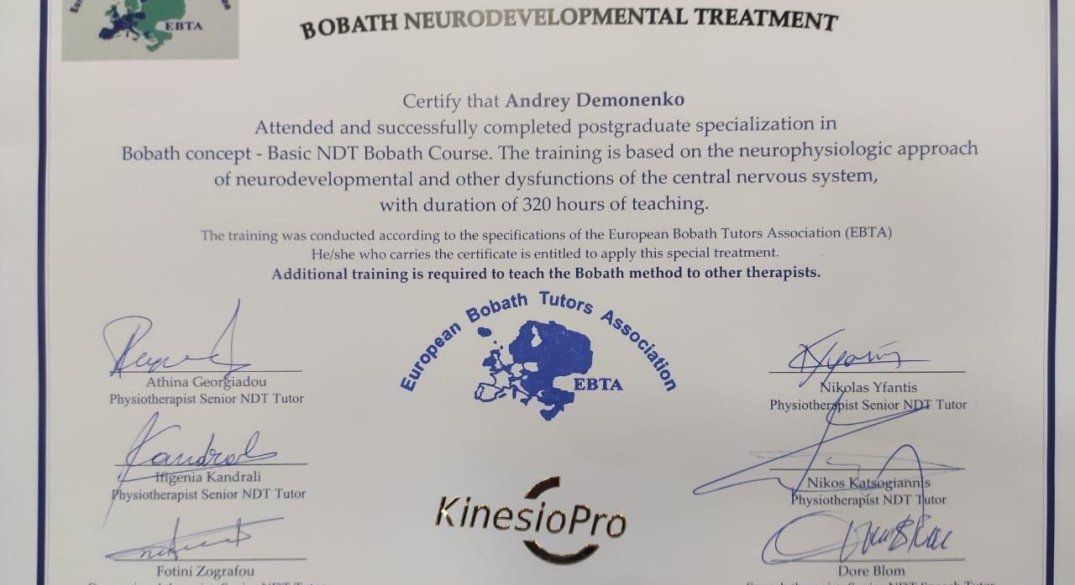 EBTA
BOBATH NEURODEVELOPMENTAL TREATMENT
Certify that Andrey Demonenko
Attended and successfully completed postgraduate specialization in
Bobath concept - Basic NDT Bobath Course. The training is based on the neurophysiologic approach
of neurodevelopmental and other dysfunctions of the central nervous system,
with duration of 320 hours of teaching.
The training was conducted according to the specifications of the European Bobath Tutors Association (EBTA)
He/she who carries the certificate is entitled to apply this special treatment.
Additional training is required to teach the Bobath method to other therapists.
European Bobath Tutors Association
EBTA
Athina Georgiadou
Physiotherapist Senior NDT Tutor
Nikolas Yfantis
Physiotherapist Senior NDT Tutor
Kandral
Ifigenia Kandrali
Physiotherapist Senior NDT Tutor
Nikos Katsogiannis
Physiotherapist NDT Tutor
KinesioPro
Fotini Zografou
Dore Blom